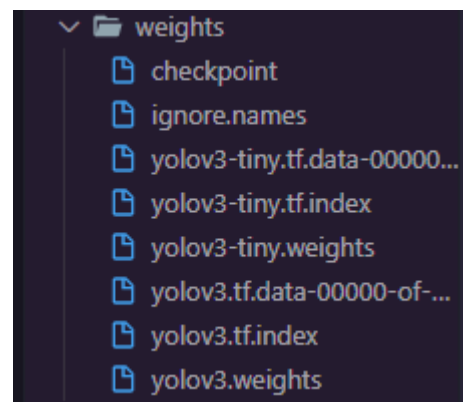 weights
checkpoint
ignore.names
yolov3-tiny.tf.data-00000...
yolov3-tiny.tf.index
yolov3-tiny.weights
yolov3.tf.data-00000-of-...
yolov3.tf.index
yolov3.weights